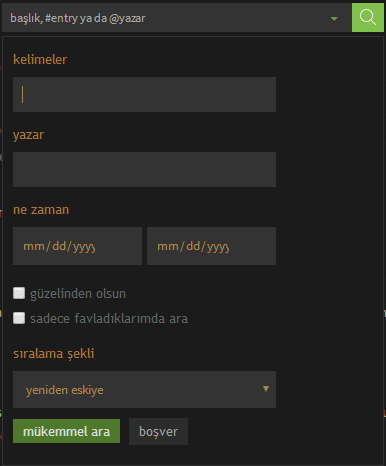 başlık, #entry ya da @yazar
kelimeler
yazar
ne zaman
mm/dd/yyyy mm/dd/yyyy
güzelinden olsun
sadece favladıklarımda ara
sıralama şekli
yeniden eskiye
mükemmel ara boşver